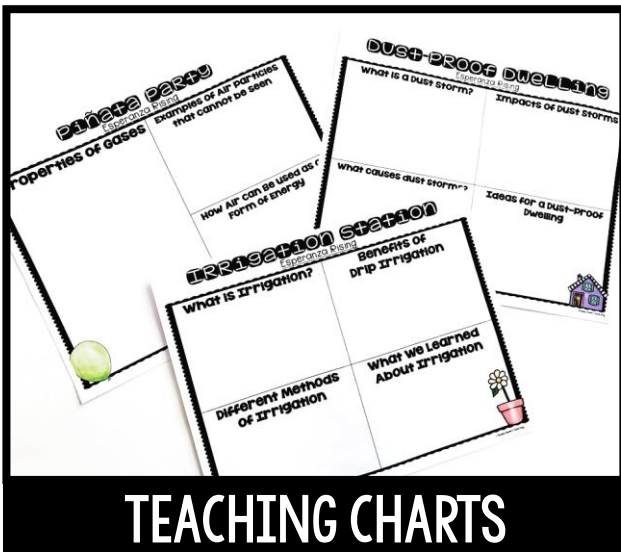 Piñata Party
Esperanza Rising
Properties of Gases
Examples of Air Particles
that cannot be seen
How Air can Be Used as a
Form of Energy
Dust-Proof Dwelling
Esperanza Rising
What is a Dust Storm?
Impacts of Dust Storms
What causes dust storms?
Ideas for a Dust-Proof
Dwelling
Irrigation Station
Esperanza Rising
What is Irrigation?
Benefits of
Drip Irrigation
Different Methods
of Irrigation
What We Learned
About Irrigation
TEACHING CHARTS